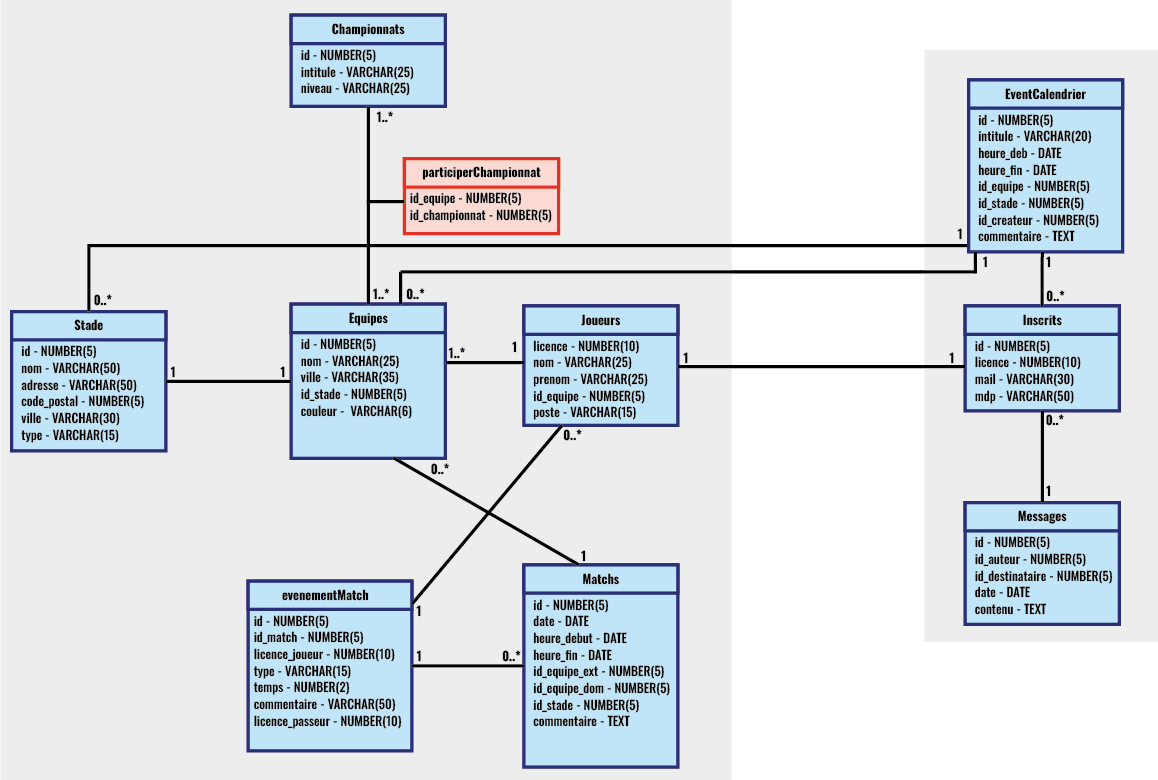 Championnats
id - NUMBER(5)
intitule - VARCHAR(25)
niveau - VARCHAR(25)
1..*
participerChampionnat
id_equipe - NUMBER(5)
id_championnat - NUMBER(5)
EventCalendrier
id - NUMBER(5)
intitule - VARCHAR(20)
heure_deb - DATE
heure_fin - DATE
id_equipe - NUMBER(5)
id_stade - NUMBER(5)
id_createur - NUMBER(5)
commentaire - TEXT
1
1
1
0..*
1..*
0..*
0..*
Stade
id - NUMBER(5)
nom - VARCHAR(50)
adresse - VARCHAR(50)
code_postal - NUMBER(5)
ville - VARCHAR(30)
type - VARCHAR(15)
1
1
Equipes
id - NUMBER(5)
nom - VARCHAR(25)
ville - VARCHAR(35)
id_stade - NUMBER(5)
couleur - VARCHAR(6)
1..*
1
Joueurs
licence - NUMBER(10)
nom - VARCHAR(25)
prenom - VARCHAR(25)
id_equipe - NUMBER(5)
poste - VARCHAR(15)
1
1
Inscrits
id - NUMBER(5)
licence - NUMBER(10)
mail - VARCHAR(30)
mdp - VARCHAR(50)
0..*
0..*
0..*
1
Messages
id - NUMBER(5)
id_auteur - NUMBER(5)
id_destinataire - NUMBER(5)
date - DATE
contenu - TEXT
1
evenementMatch
id - NUMBER(5)
id_match - NUMBER(5)
licence_joueur - NUMBER(10)
type - VARCHAR(15)
temps - NUMBER(2)
commentaire - VARCHAR(50)
licence_passeur - NUMBER(10)
1
1
0..*
Matchs
id - NUMBER(5)
date - DATE
heure_debut - DATE
heure_fin - DATE
id_equipe_ext - NUMBER(5)
id_equipe_dom - NUMBER(5)
id_stade - NUMBER(5)
commentaire - TEXT